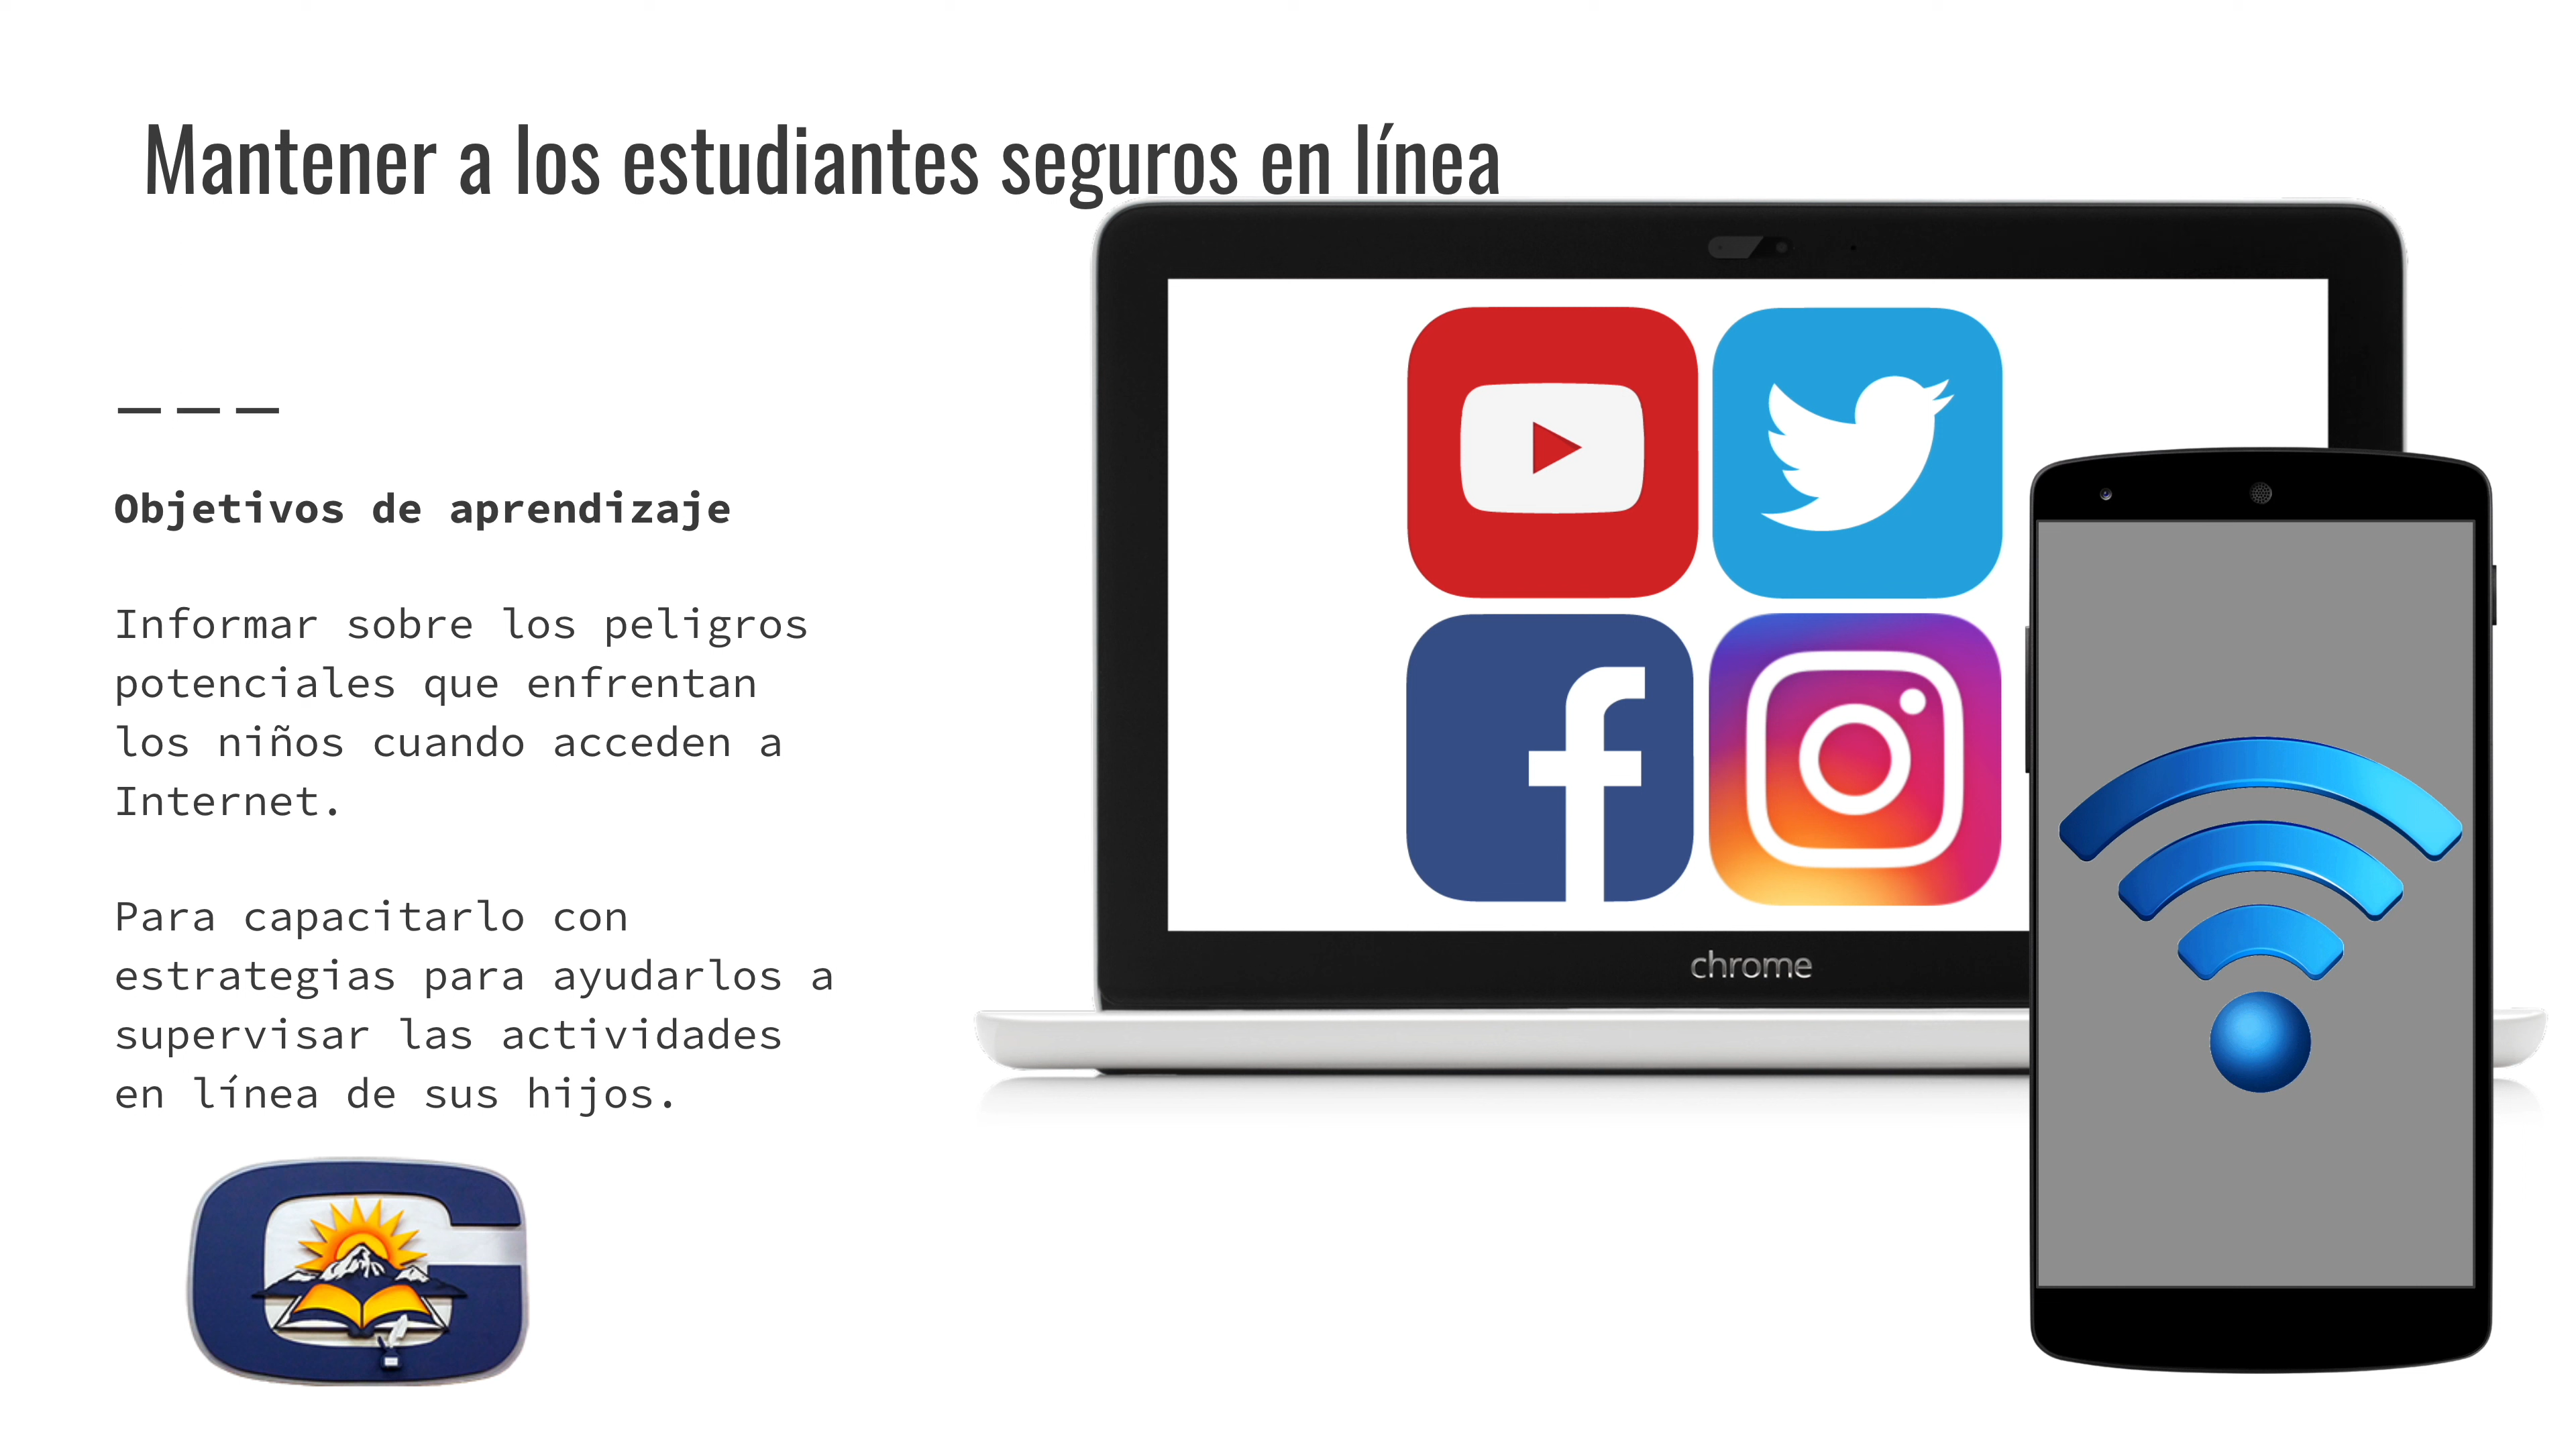 Mantener a los estudiantes seguros en línea
Objetivos de aprendizaje
Informar sobre los peligros
potenciales que enfrentan
los niños cuando acceden a
Internet.
Para capacitarlo con
estrategias para ayudarlos a
supervisar las actividades
en línea de sus hijos.
chrome